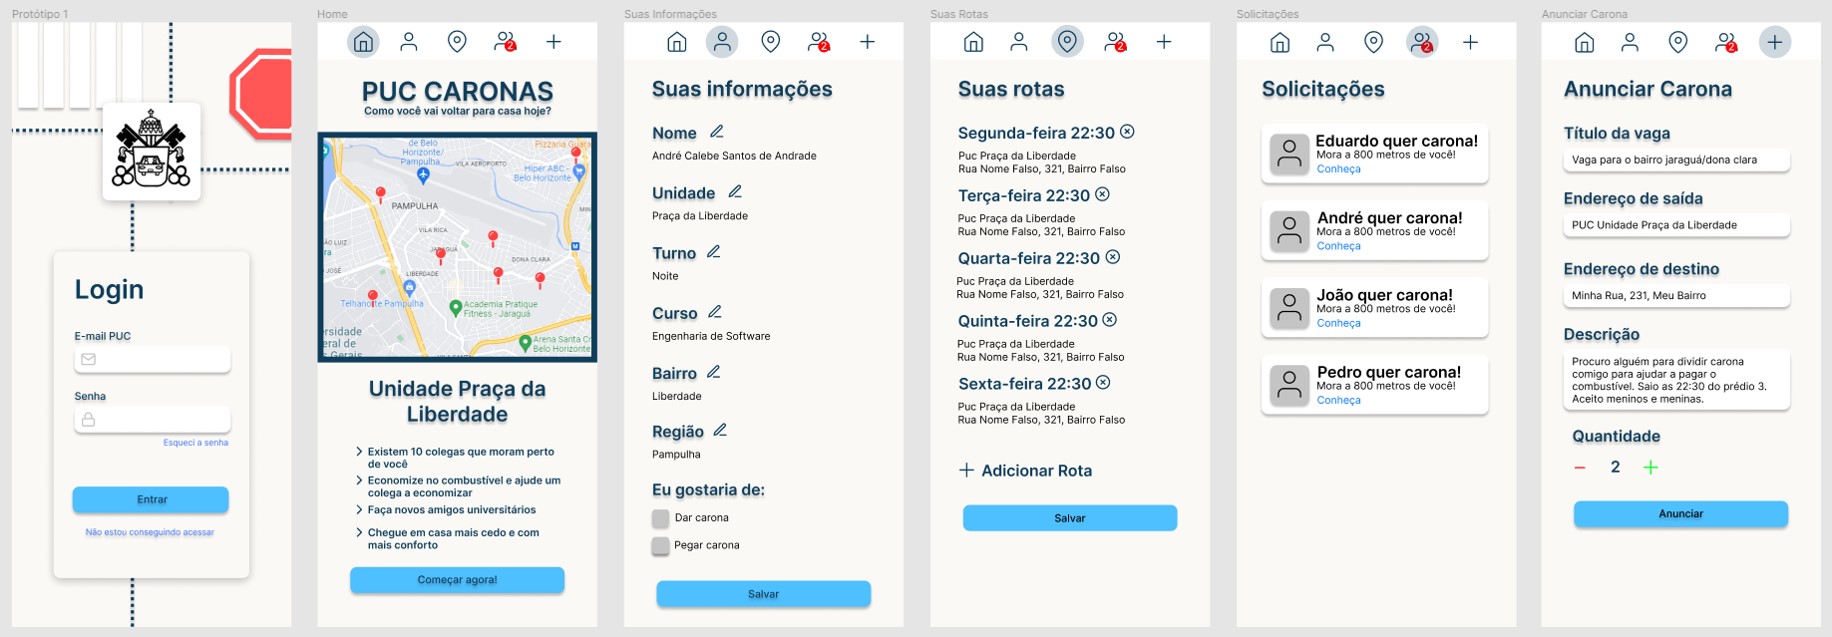 Protótipo 1
Login
E-mail PUC
Senha
Esqueci a senha
Entrar
Não estou conseguindo acessar
Home
2
PUC CARONAS
Como você vai voltar para casa hoje?
de Belo
Horizonte/
Pampulha
VILA AEROPORTO
Pizzaria Guara
Hiper ABC -
Belo Horizonte
PAMPULHA
VILA RICA
SÃO LUIZ
JARAGUÁ
DONA CLARA
JOSÉ
LIBERDADE
Telhanorte Pampulha
Academia Pratique
Fitness - Jaraguá
ersidade
eral de
s Gerais
Arena Santa Cr
Belo Horizonte
Unidade Praça da
Liberdade
Existem 10 colegas que moram perto
de você
Economize no combustível e ajude um
colega a economizar
Faça novos amigos universitários
Chegue em casa mais cedo e com
mais conforto
Começar agora!
Suas Informações
2
Suas informações
Nome
André Calebe Santos de Andrade
Unidade
Praça da Liberdade
Turno
Noite
Curso
Engenharia de Software
Bairro
Liberdade
Região
Pampulha
Eu gostaria de:
Dar carona
Pegar carona
Salvar
Suas Rotas
2
Suas rotas
Segunda-feira 22:30
Puc Praça da Liberdade
Rua Nome Falso, 321, Bairro Falso
Terça-feira 22:30
Puc Praça da Liberdade
Rua Nome Falso, 321, Bairro Falso
Quarta-feira 22:30
Puc Praça da Liberdade
Rua Nome Falso, 321, Bairro Falso
Quinta-feira 22:30
Puc Praça da Liberdade
Rua Nome Falso, 321, Bairro Falso
Sexta-feira 22:30
Puc Praça da Liberdade
Rua Nome Falso, 321, Bairro Falso
Adicionar Rota
Salvar
Solicitações
2
Solicitações
Eduardo quer carona!
Mora a 800 metros de você!
Conheça
André quer carona!
Mora a 800 metros de você!
Conheça
João quer carona!
Mora a 800 metros de você!
Conheça
Pedro quer carona!
Mora a 800 metros de você!
Conheça
Anunciar Carona
2
Anunciar Carona
Título da vaga
Vaga para o bairro jaraguá/dona clara
Endereço de saída
PUC Unidade Praça da Liberdade
Endereço de destino
Minha Rua, 231, Meu Bairro
Descrição
Procuro alguém para dividir carona
comigo para ajudar a pagar o
combustível. Saio as 22:30 do prédio 3.
Aceito meninos e meninas.
Quantidade
2
Anunciar